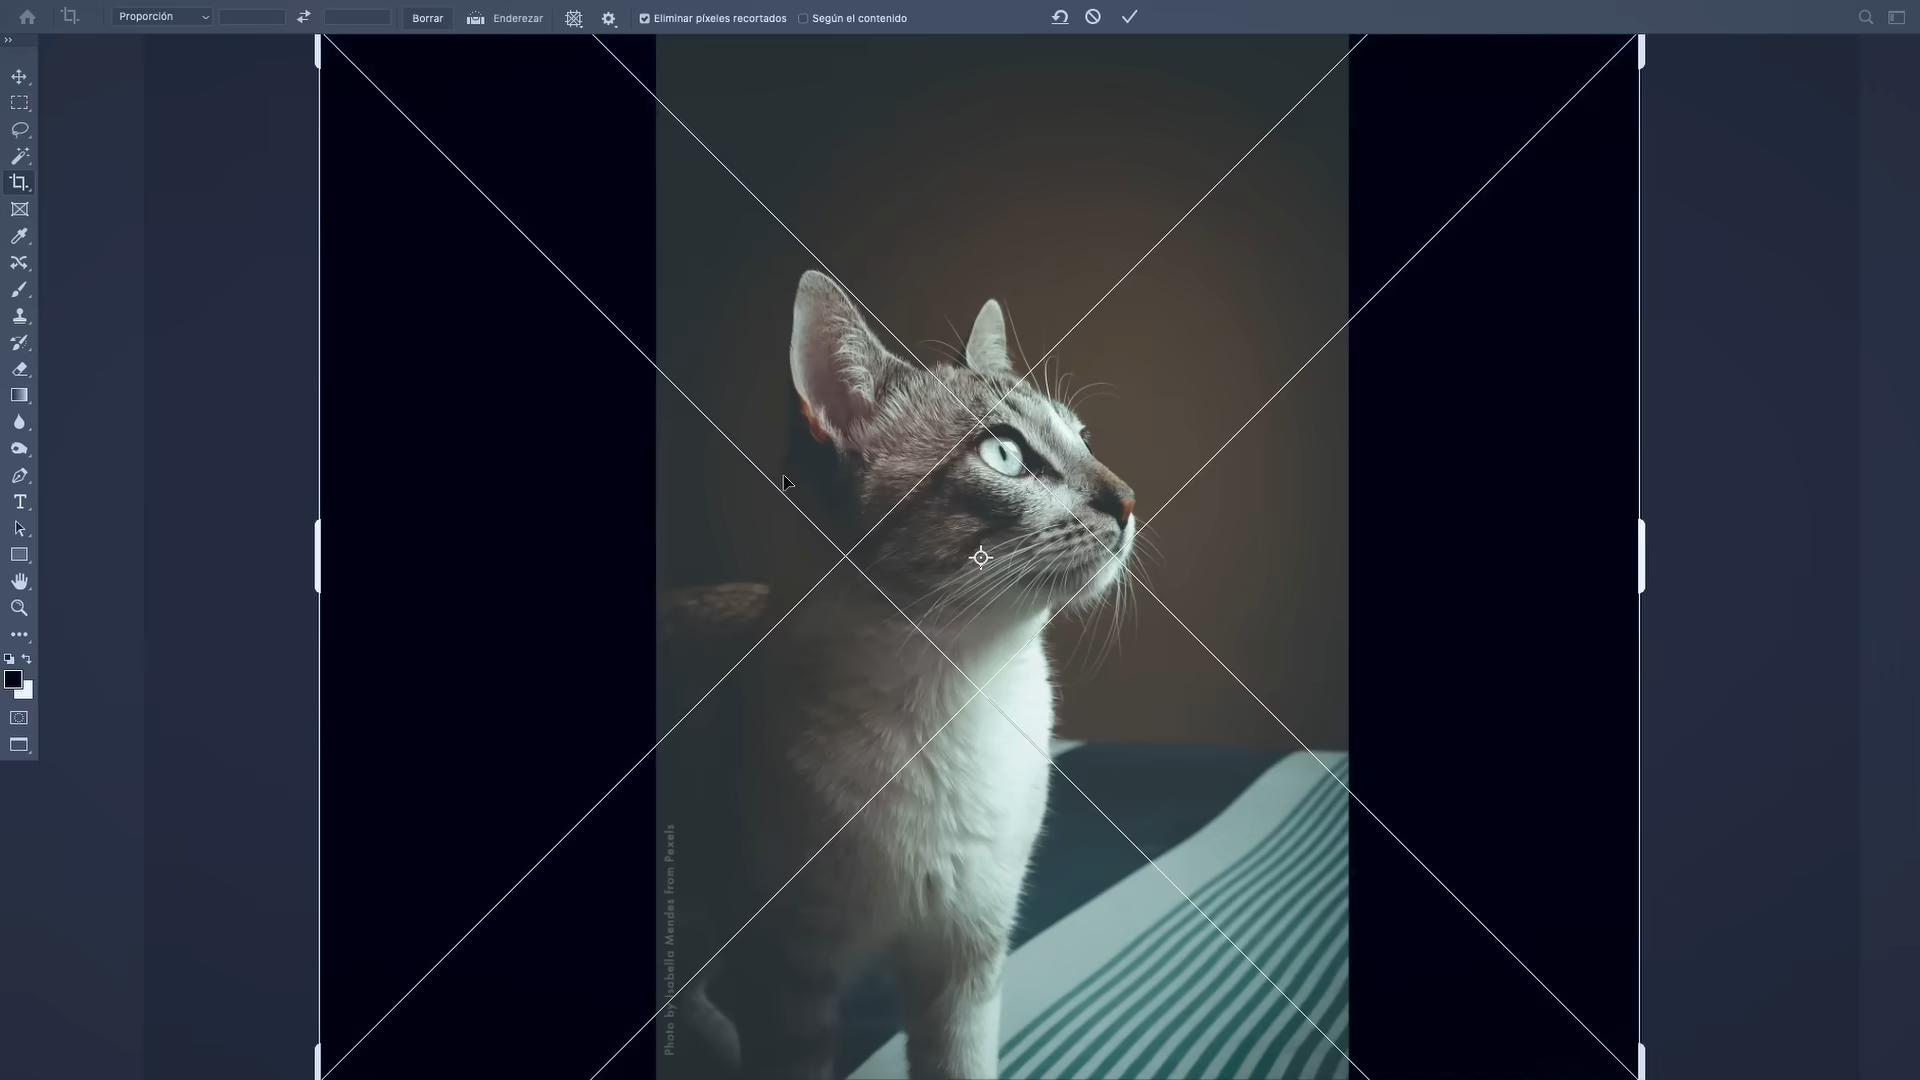 Proporción
Borrar
Enderezar
Eliminar píxeles recortados
Según el contenido
T
Photo by Isabella Mendes from Pexels